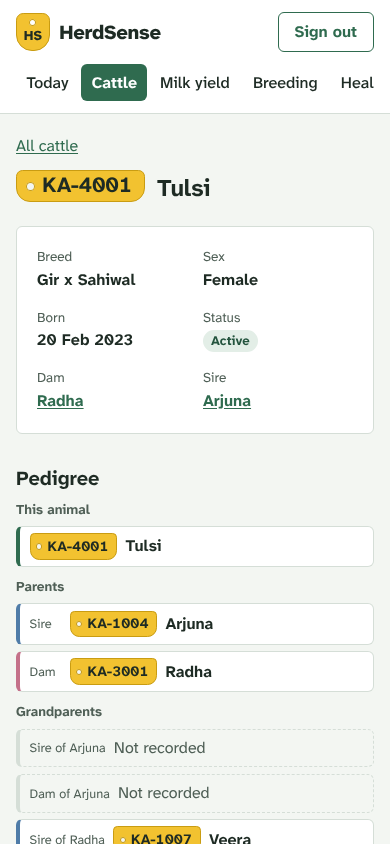 HS HerdSense Sign out
Today Cattle Milk yield Breeding Heal
All cattle
KA-4001 Tulsi
Breed Sex
Gir x Sahiwal Female
Born Status
20 Feb 2023 Active
Dam Sire
Radha Arjuna
Pedigree
This animal
KA-4001 Tulsi
Parents
Sire KA-1004 Arjuna
Dam KA-3001 Radha
Grandparents
Sire of Arjuna Not recorded
Dam of Arjuna Not recorded
Sire of Radha KA-1007 Veera